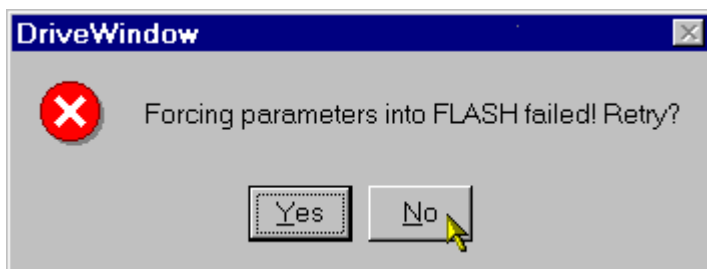 DriveWindow
Forcing parameters into FLASH failed! Retry?
Yes
No